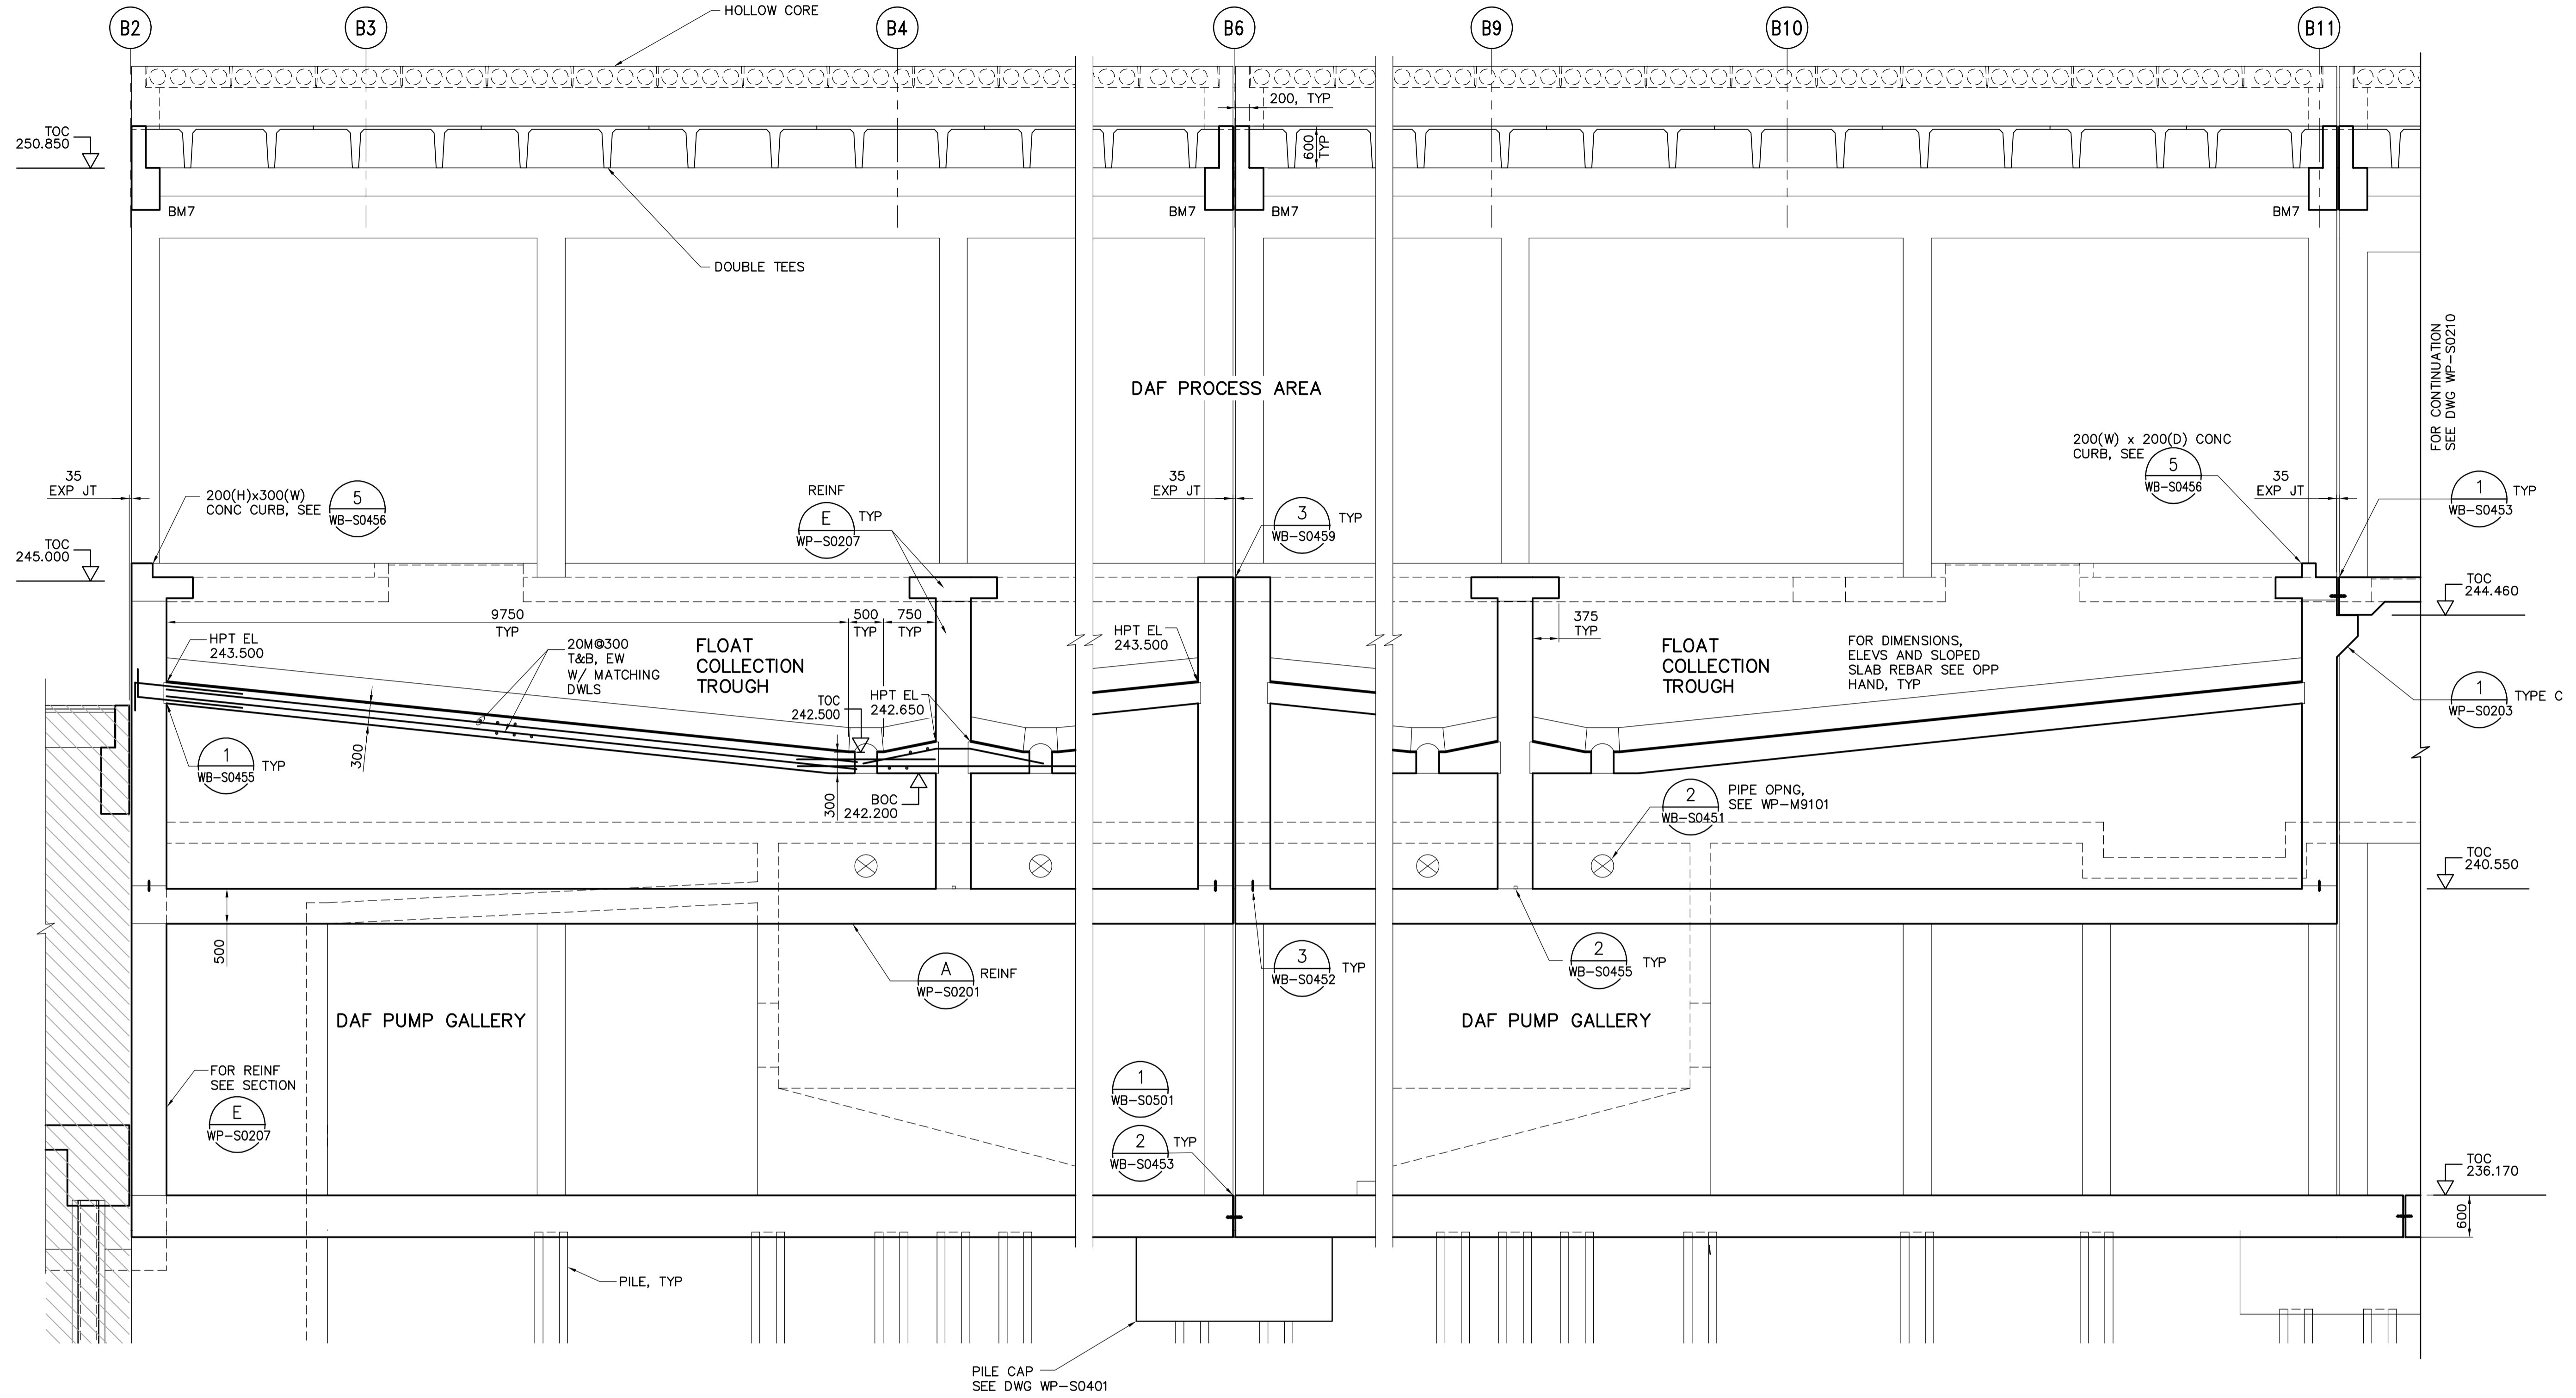 B2
B3
B4
B6
B9
B10
B11
HOLLOW CORE
200, TYP
600
TYP
TOC
250.850
BM7
BM7
BM7
BM7
DOUBLE TEES
DAF PROCESS AREA
FOR CONTINUATION
SEE DWG WP-S0210
35
EXP JT
200(H)x300(W)
CONC CURB, SEE
5
WB-S0456
REINF
E
WP-S0207
TYP
35
EXP JT
3
WB-S0459
TYP
200(W) x 200(D) CONC
CURB, SEE
5
WB-S0456
35
EXP JT
1
WB-S0453
TYP
TOC
245.000
TOC
244.460
9750
TYP
500
TYP
750
TYP
375
TYP
HPT EL
243.500
20M@300
T&B, EW
W/ MATCHING
DWLS
FLOAT
COLLECTION
TROUGH
HPT EL
243.500
FLOAT
COLLECTION
TROUGH
FOR DIMENSIONS,
ELEVS AND SLOPED
SLAB REBAR SEE OPP
HAND, TYP
TOC
242.500
HPT EL
242.650
1
WP-S0203
TYPE C
300
1
WB-S0455
TYP
300
BOC
242.200
2
WB-S0451
PIPE OPNG,
SEE WP-M9101
TOC
240.550
500
A
WP-S0201
REINF
3
WB-S0452
TYP
2
WB-S0455
TYP
DAF PUMP GALLERY
DAF PUMP GALLERY
FOR REINF
SEE SECTION
E
WP-S0207
1
WB-S0501
2
WB-S0453
TYP
TOC
236.170
600
PILE, TYP
PILE CAP
SEE DWG WP-S0401